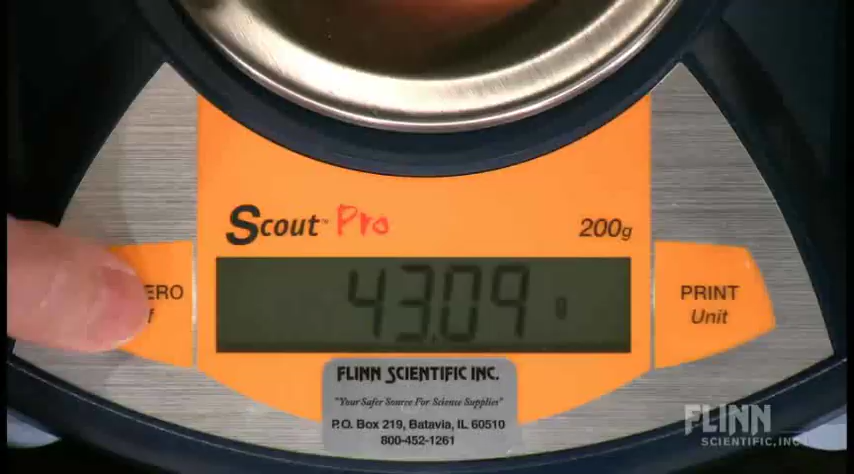 Scout™ Pro
200g
ERO
f
43.09 g
PRINT
Unit
FLINN SCIENTIFIC INC.
"Your Safer Source For Science Supplies"
P.O. Box 219, Batavia, IL 60510
800-452-1261
FLINN
SCIENTIFIC, INC.